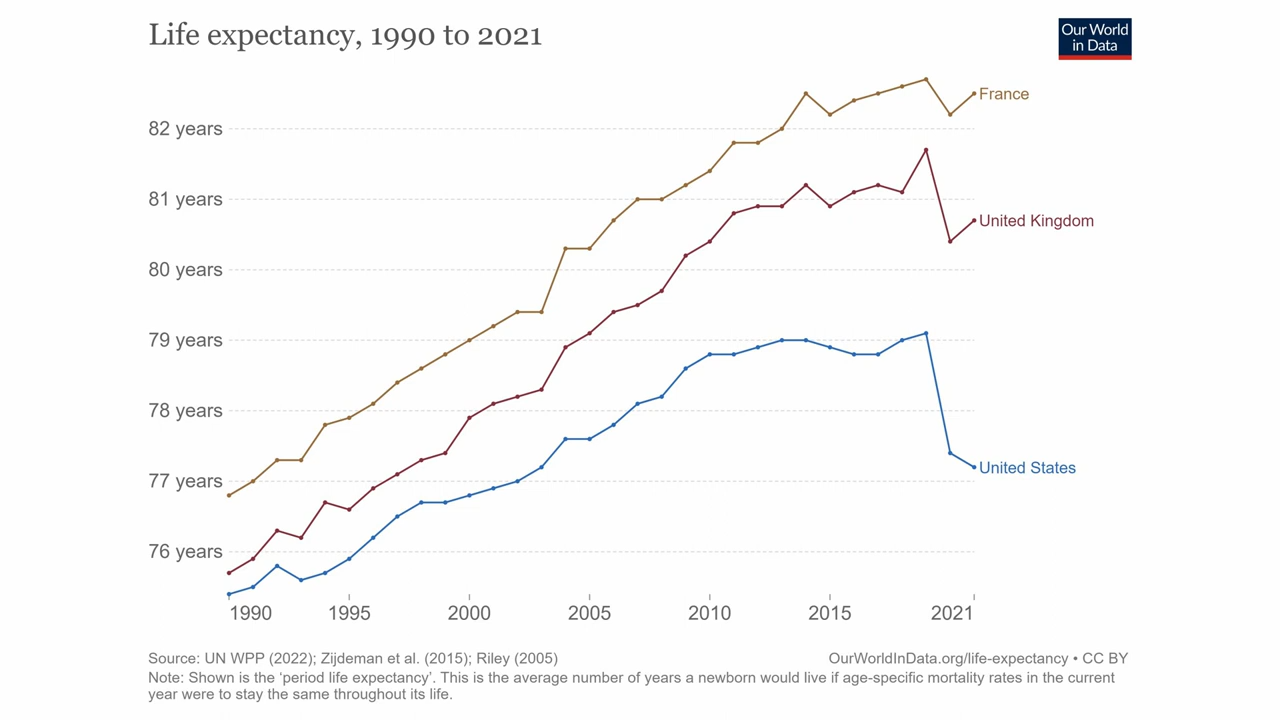 Life expectancy, 1990 to 2021
Our World
in Data
France
82 years
81 years
United Kingdom
80 years
79 years
78 years
United States
77 years
76 years
1990 1995 2000 2005 2010 2015 2021
Source: UN WPP (2022); Zijdeman et al. (2015); Riley (2005)
OurWorldInData.org/life-expectancy • CC BY
Note: Shown is the ‘period life expectancy’. This is the average number of years a newborn would live if age-specific mortality rates in the current
year were to stay the same throughout its life.